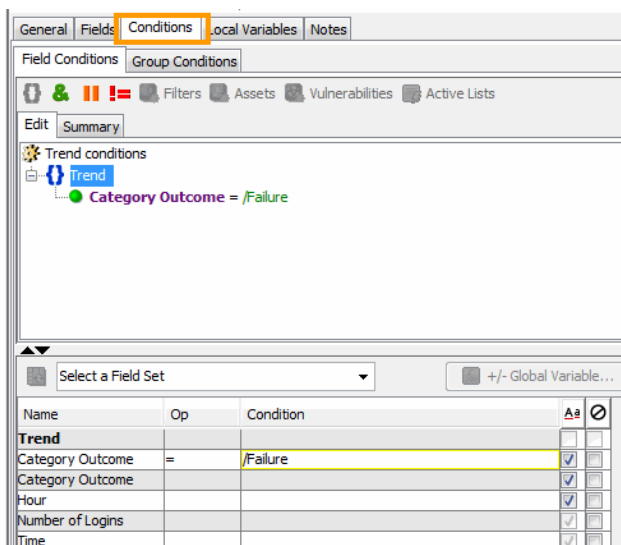 General Fields Conditions Local Variables Notes
Field Conditions Group Conditions
{} & || != Filters Assets Vulnerabilities Active Lists
Edit Summary
Trend conditions
{} Trend
Category Outcome = /Failure
Select a Field Set +/- Global Variable...
Name Op Condition Aa
Trend
Category Outcome = /Failure
Category Outcome
Hour
Number of Logins
Time